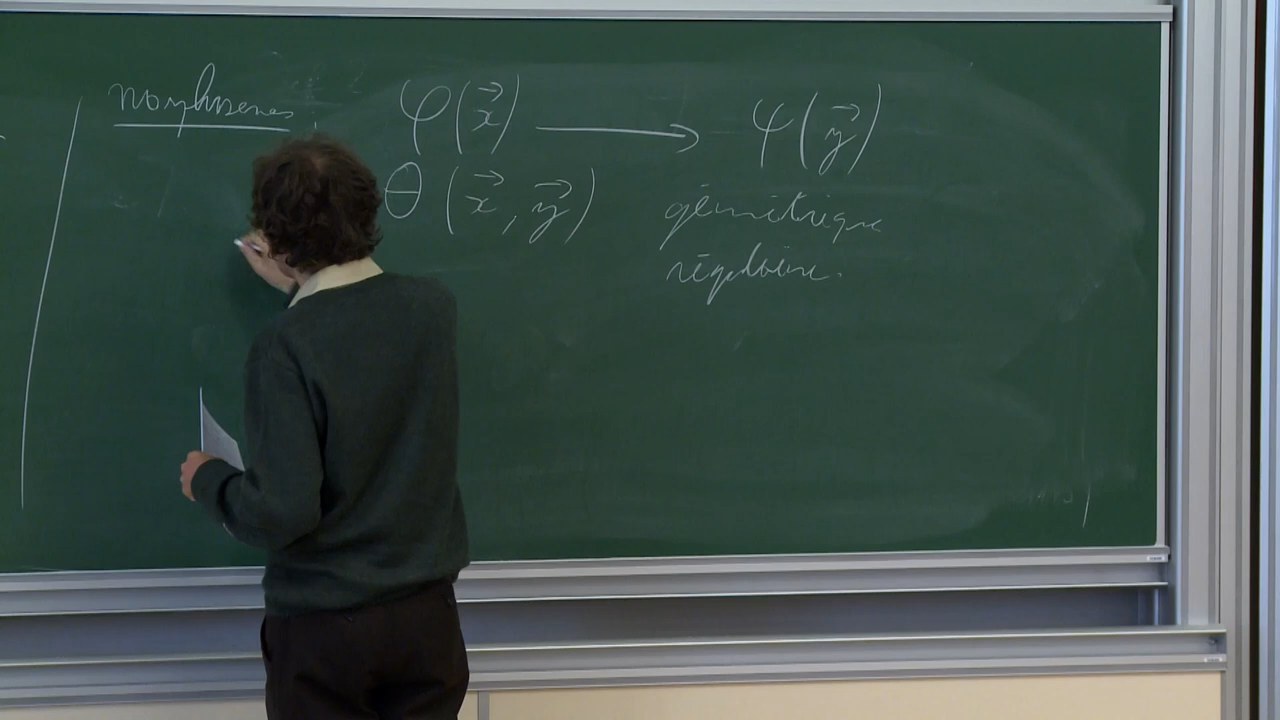 morphismes φ(x⃗) ⟶ ψ(y⃗)
θ(x⃗, y⃗) géométrique
régulière.